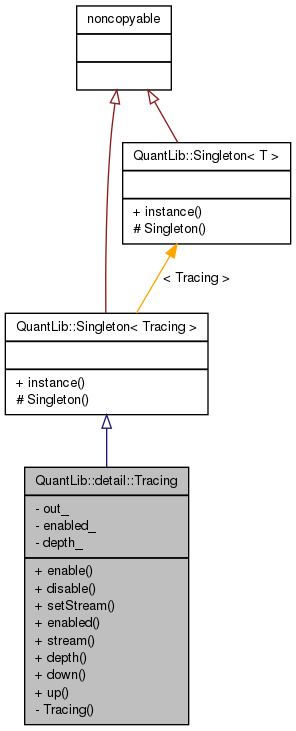 noncopyable
QuantLib::Singleton< T >
+ instance()
# Singleton()
< Tracing >
QuantLib::Singleton< Tracing >
+ instance()
# Singleton()
QuantLib::detail::Tracing
- out_
- enabled_
- depth_
+ enable()
+ disable()
+ setStream()
+ enabled()
+ stream()
+ depth()
+ down()
+ up()
- Tracing()